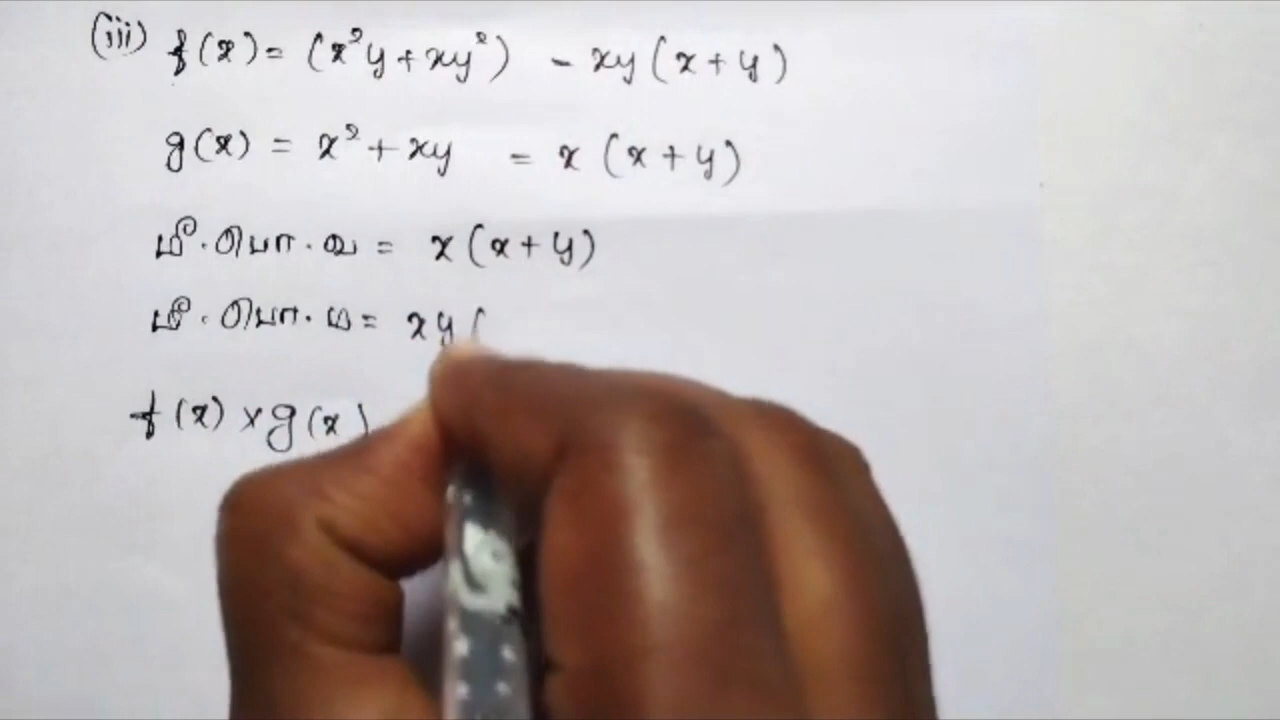 (iii) f(x) = (x²y + xy²) - xy(x + y)
g(x) = x² + xy = x (x + y)
மீ.பொ.வ = x(x + y)
மீ.பொ.ம = xy(
f(x) × g(x)